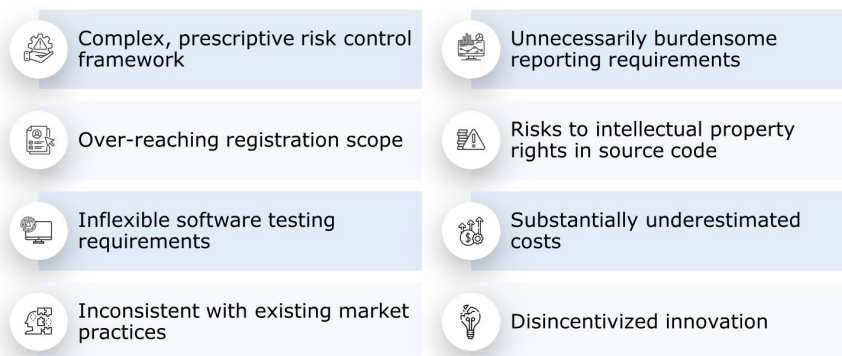 Complex, prescriptive risk control
framework
Unnecessarily burdensome
reporting requirements
Over-reaching registration scope
Risks to intellectual property
rights in source code
Inflexible software testing
requirements
Substantially underestimated
costs
Inconsistent with existing market
practices
Disincentivized innovation